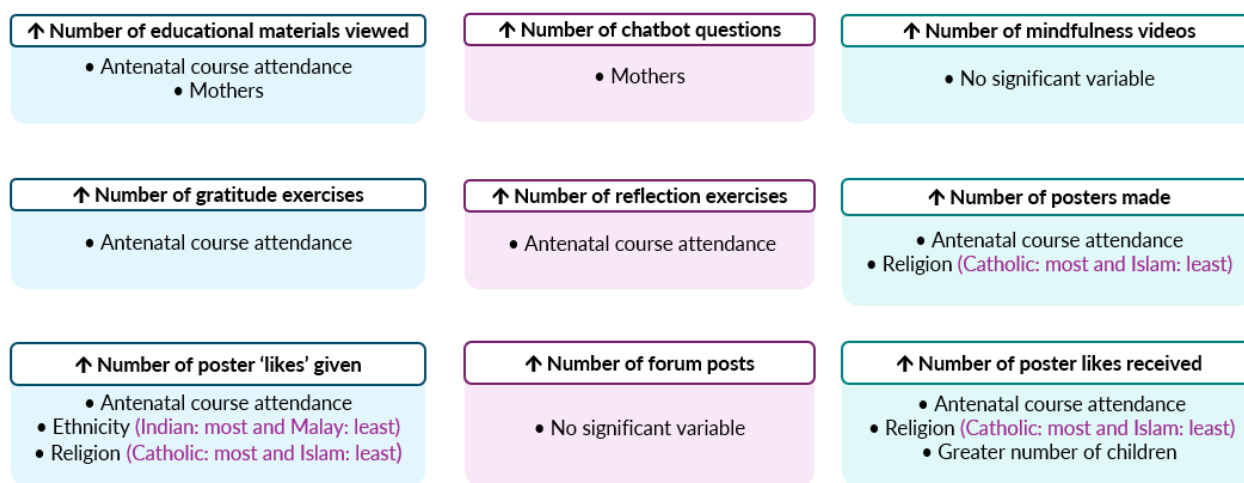 ↑ Number of educational materials viewed
• Antenatal course attendance
• Mothers
↑ Number of chatbot questions
• Mothers
↑ Number of mindfulness videos
• No significant variable
↑ Number of gratitude exercises
• Antenatal course attendance
↑ Number of reflection exercises
• Antenatal course attendance
↑ Number of posters made
• Antenatal course attendance
• Religion (Catholic: most and Islam: least)
↑ Number of poster ‘likes’ given
• Antenatal course attendance
• Ethnicity (Indian: most and Malay: least)
• Religion (Catholic: most and Islam: least)
↑ Number of forum posts
• No significant variable
↑ Number of poster likes received
• Antenatal course attendance
• Religion (Catholic: most and Islam: least)
• Greater number of children